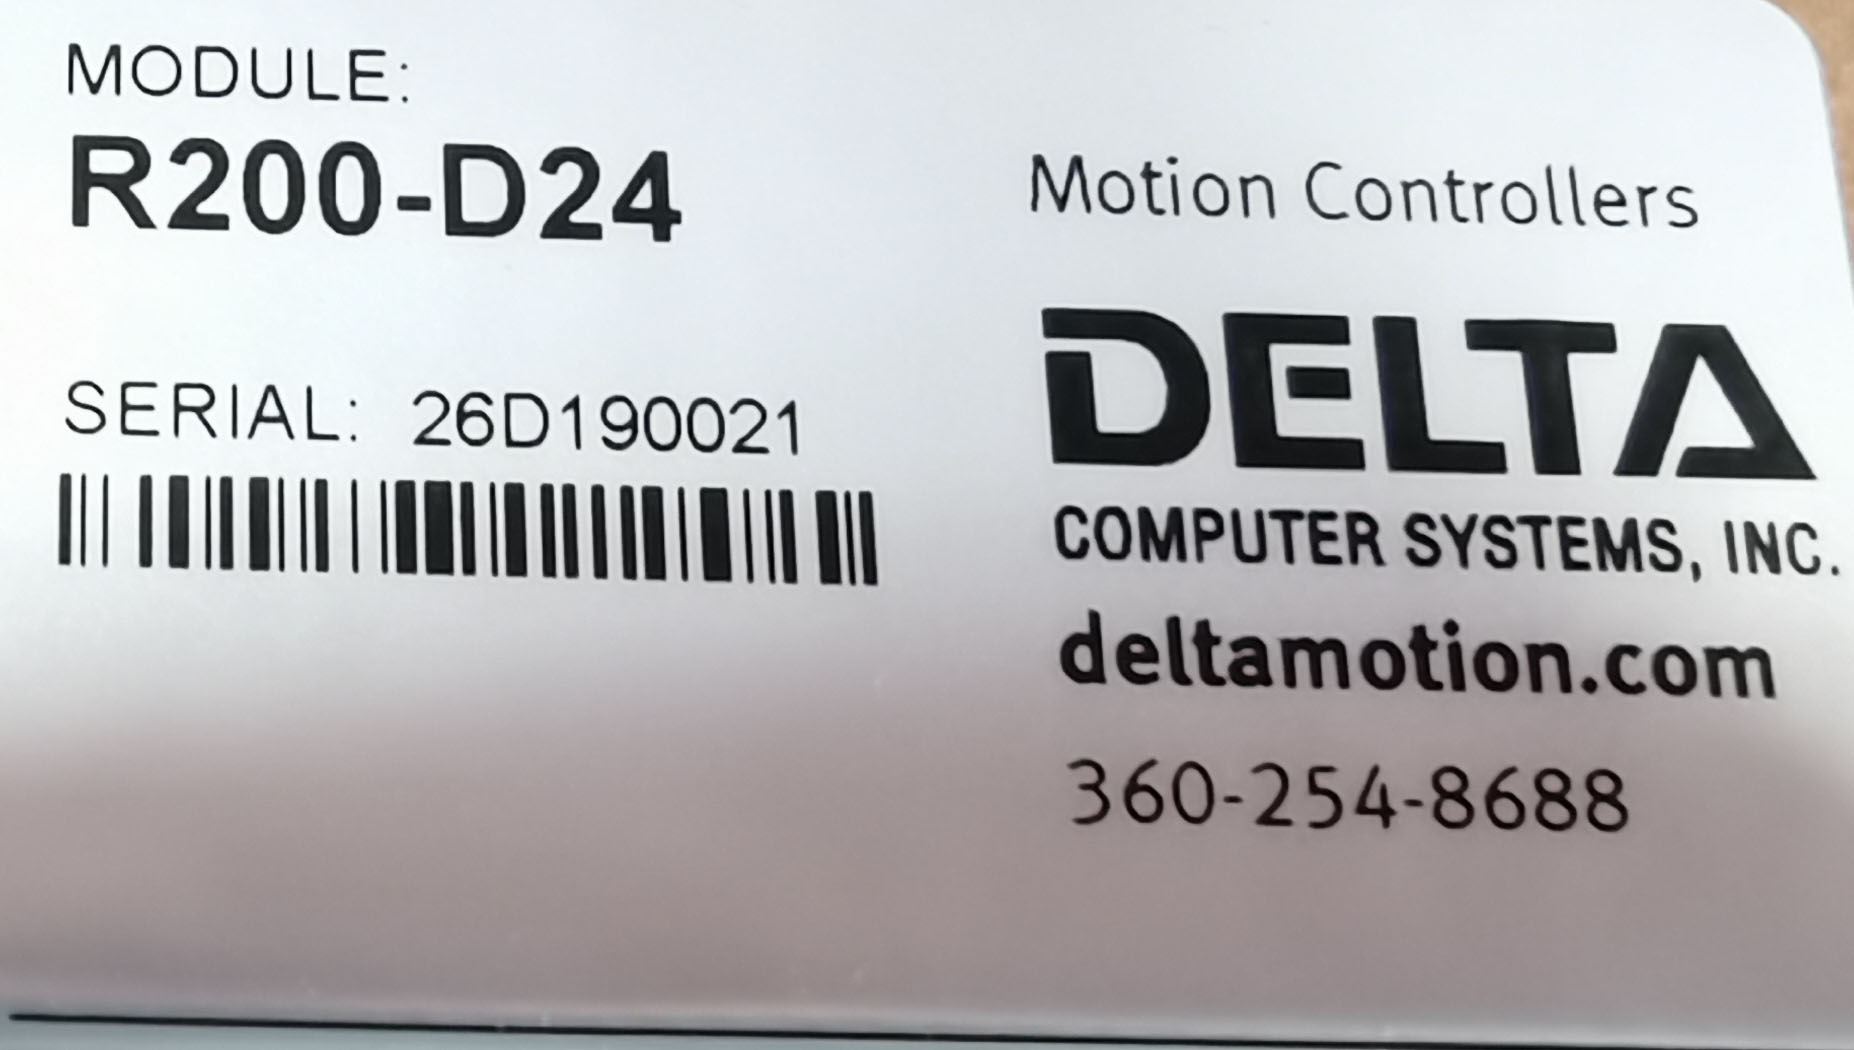 MODULE:
R200-D24
SERIAL: 26D190021
Motion Controllers
DELTA
COMPUTER SYSTEMS, INC.
deltamotion.com
360-254-8688